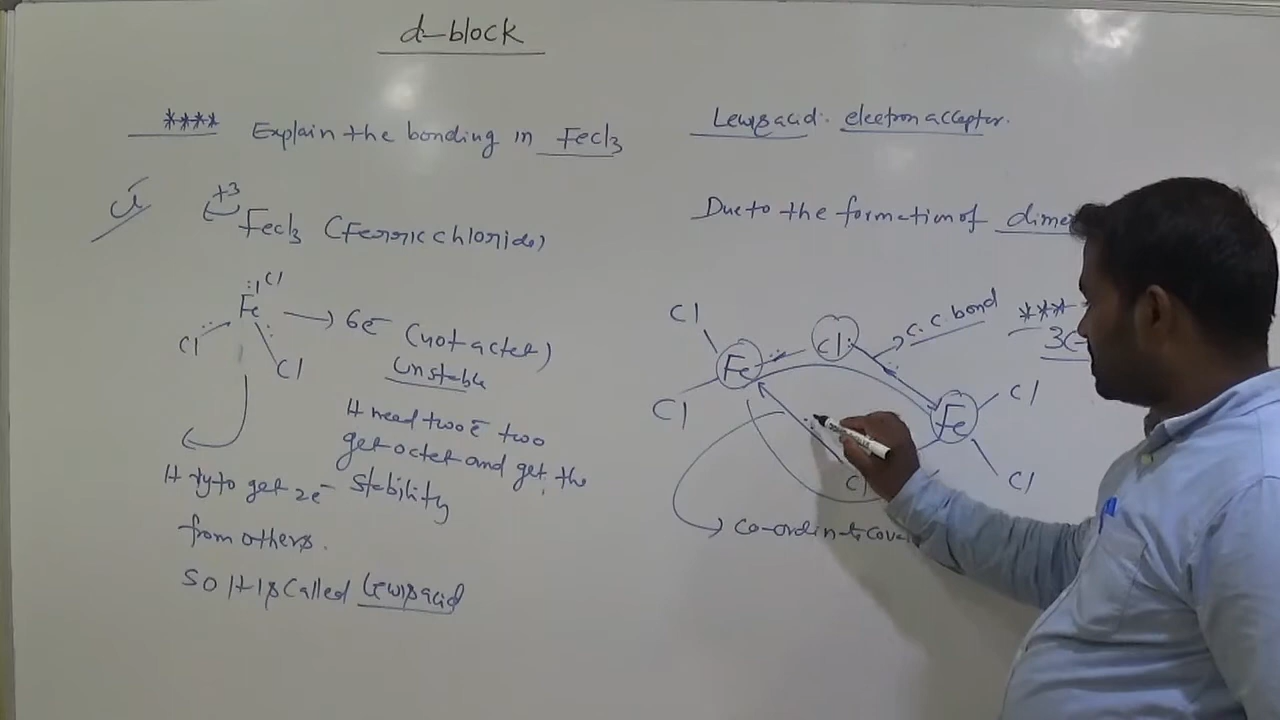 d-block
**** Explain the bonding in Fecl3
+3
Fecl3 (Ferric chloride)
Cl
Fe → 6e⁻ (not octet)
Cl Cl
Unstable
It need two e⁻ two
get octet and get the
stability
It try to get 2e⁻
from others.
So It is called Lewis acid
Lewis acid: electron acceptor.
Due to the formation of
Cl Cl c.c. bond ***
Fe 3c-
Cl Fe Cl
Cl Cl
Co-ordinate